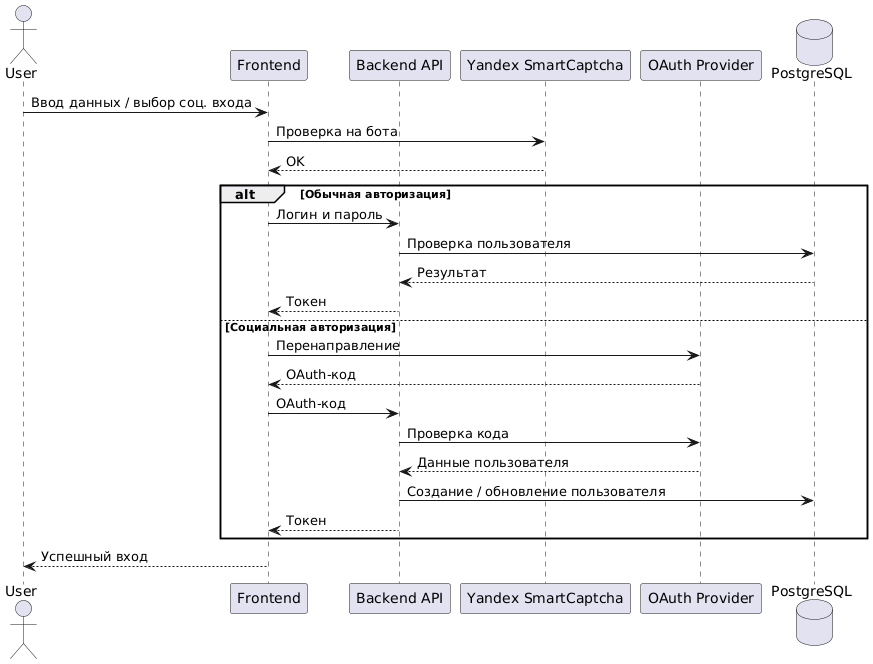 User
Frontend
Backend API
Yandex SmartCaptcha
OAuth Provider
PostgreSQL
Ввод данных / выбор соц. входа
Проверка на бота
OK
alt
[Обычная авторизация]
Логин и пароль
Проверка пользователя
Результат
Токен
[Социальная авторизация]
Перенаправление
OAuth-код
OAuth-код
Проверка кода
Данные пользователя
Создание / обновление пользователя
Токен
Успешный вход
User
Frontend
Backend API
Yandex SmartCaptcha
OAuth Provider
PostgreSQL